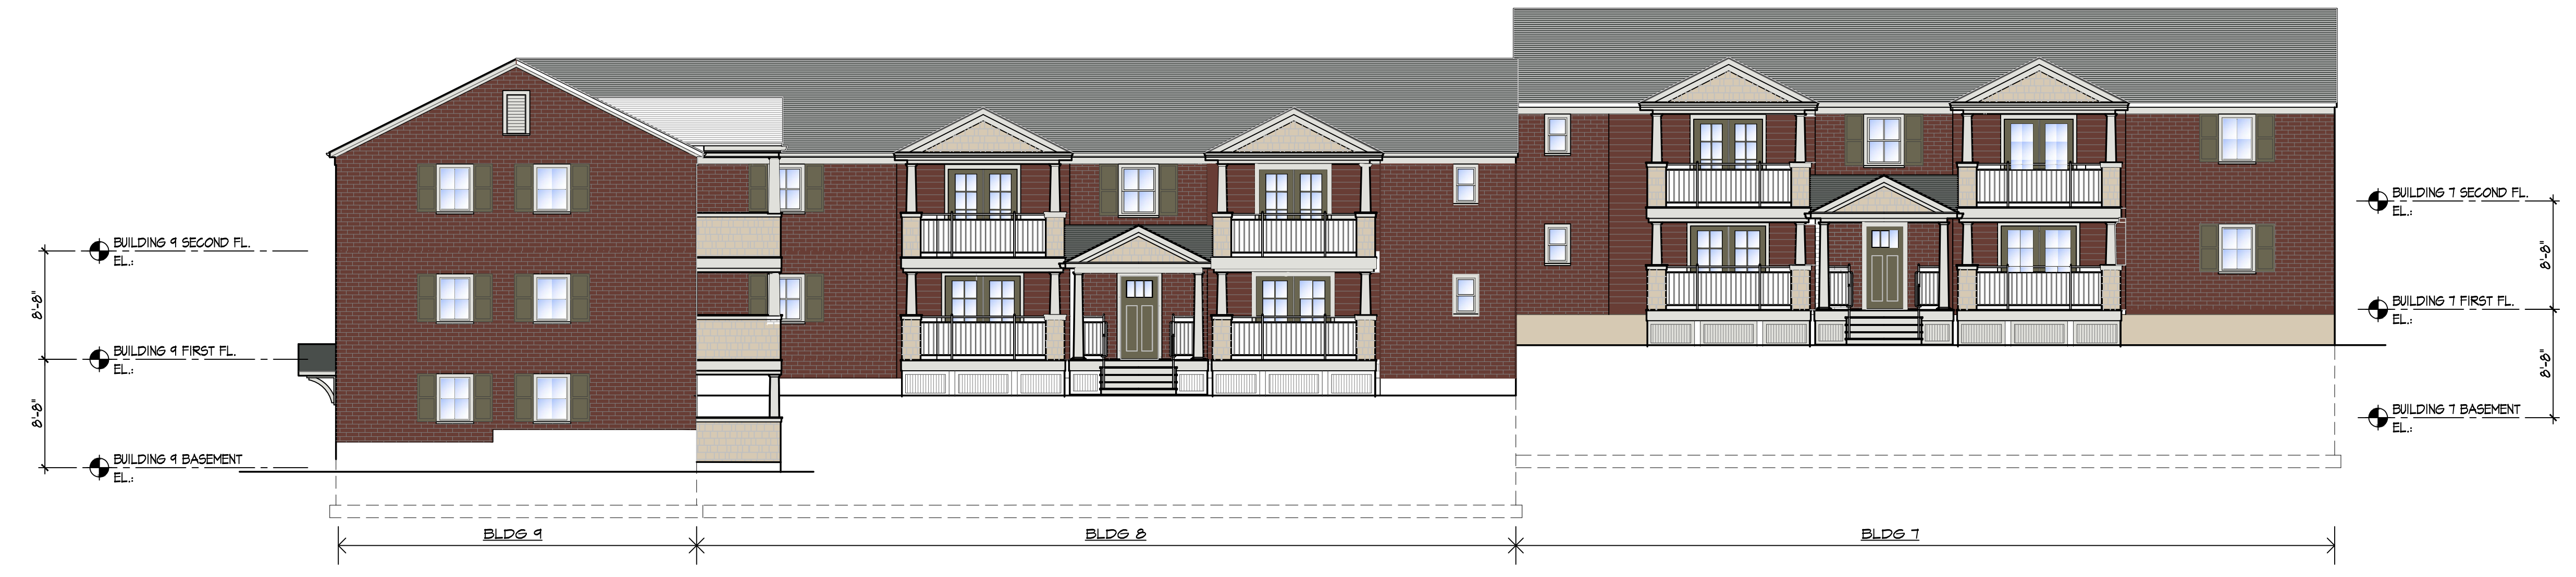 BUILDING 9 SECOND FL.
EL.:
8'-8"
BUILDING 9 FIRST FL.
EL.:
8'-8"
BUILDING 9 BASEMENT
EL.:
BUILDING 7 SECOND FL.
EL.:
8'-8"
BUILDING 7 FIRST FL.
EL.:
8'-8"
BUILDING 7 BASEMENT
EL.:
BLDG 9
BLDG 8
BLDG 7